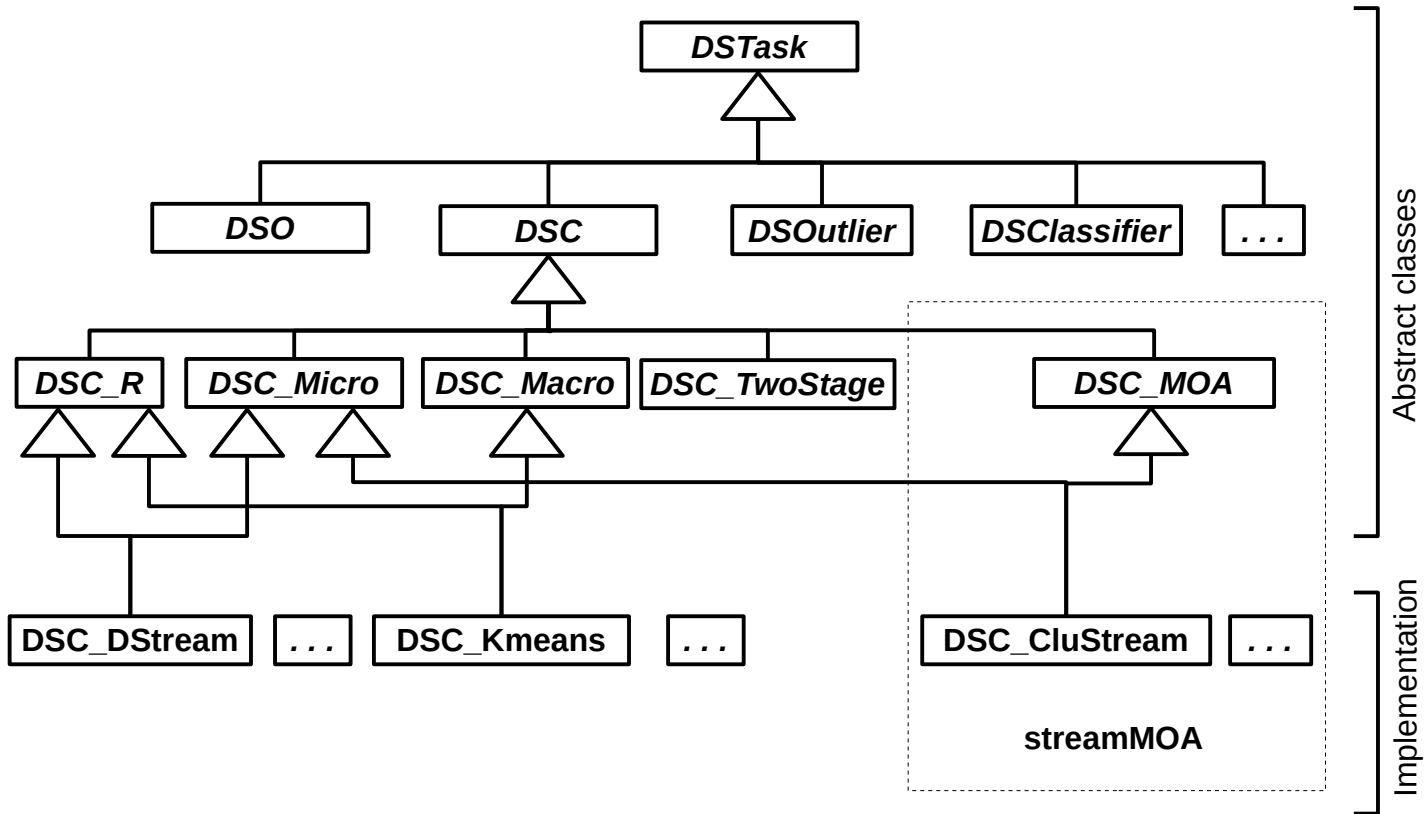 DSTask
DSO
DSC
DSOutlier
DSClassifier
. . .
DSC_R
DSC_Micro
DSC_Macro
DSC_TwoStage
DSC_MOA
DSC_DStream
. . .
DSC_Kmeans
. . .
DSC_CluStream
. . .
streamMOA
Abstract classes
Implementation